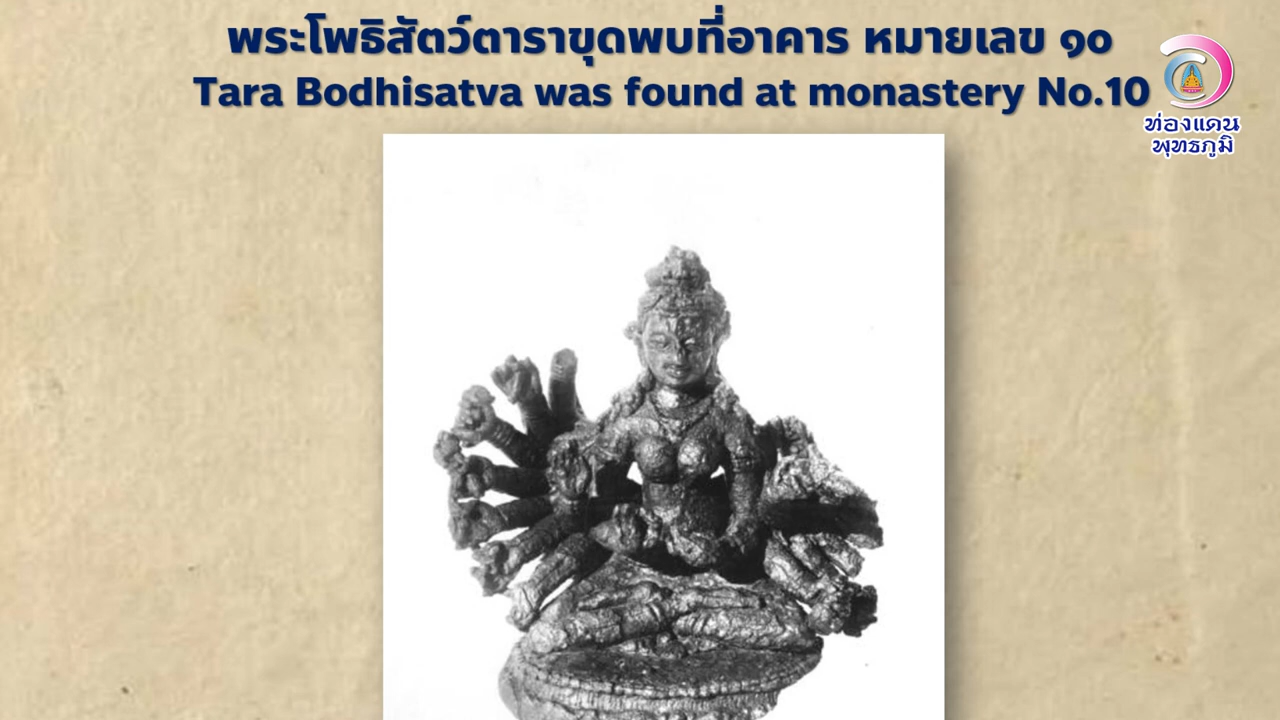 พระโพธิสัตว์ตาราขุดพบที่อาคาร หมายเลข ๑๐
Tara Bodhisatva was found at monastery No.10
ท่องแดน
พุทธภูมิ